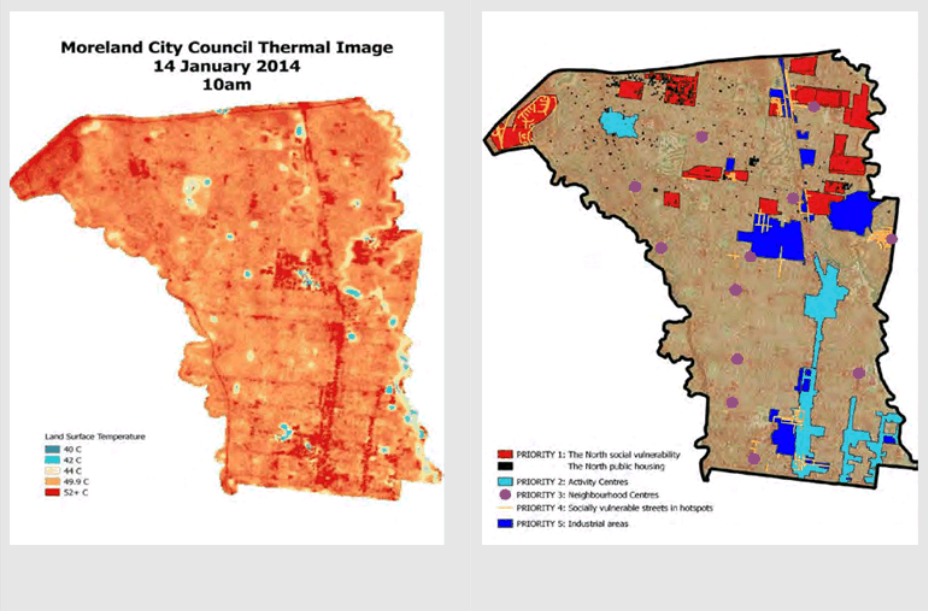 Moreland City Council Thermal Image
14 January 2014
10am
Land Surface Temperature
40 C
42 C
44 C
49.9 C
52+ C
PRIORITY 1: The North social vulnerability
The North public housing
PRIORITY 2: Activity Centres
PRIORITY 3: Neighbourhood Centres
PRIORITY 4: Socially vulnerable streets in hotspots
PRIORITY 5: Industrial areas